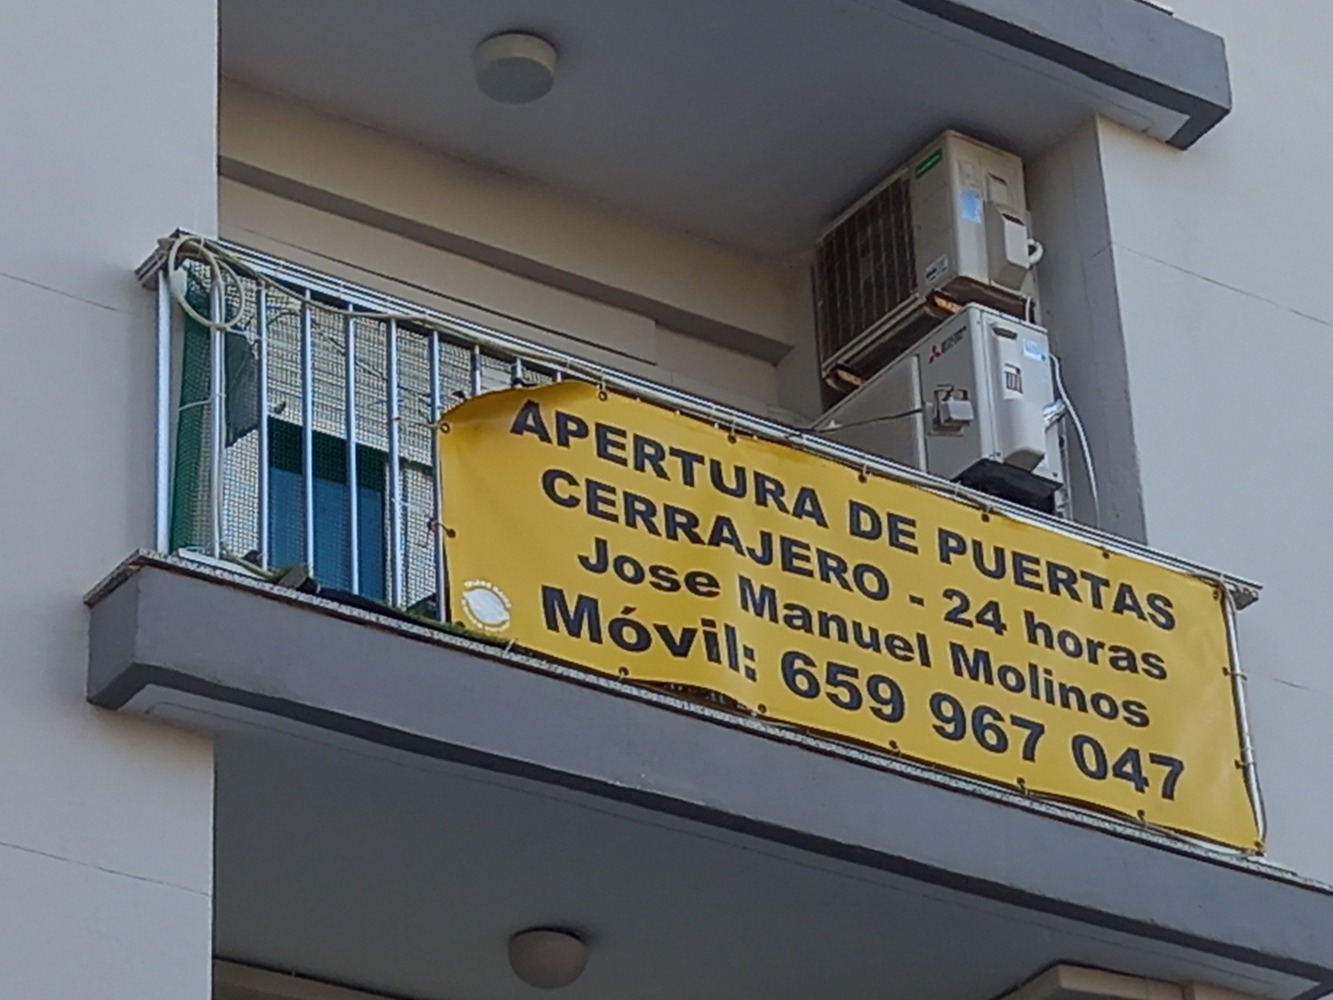 APERTURA DE PUERTAS
CERRAJERO - 24 horas
Jose Manuel Molinos
Móvil: 659 967 047